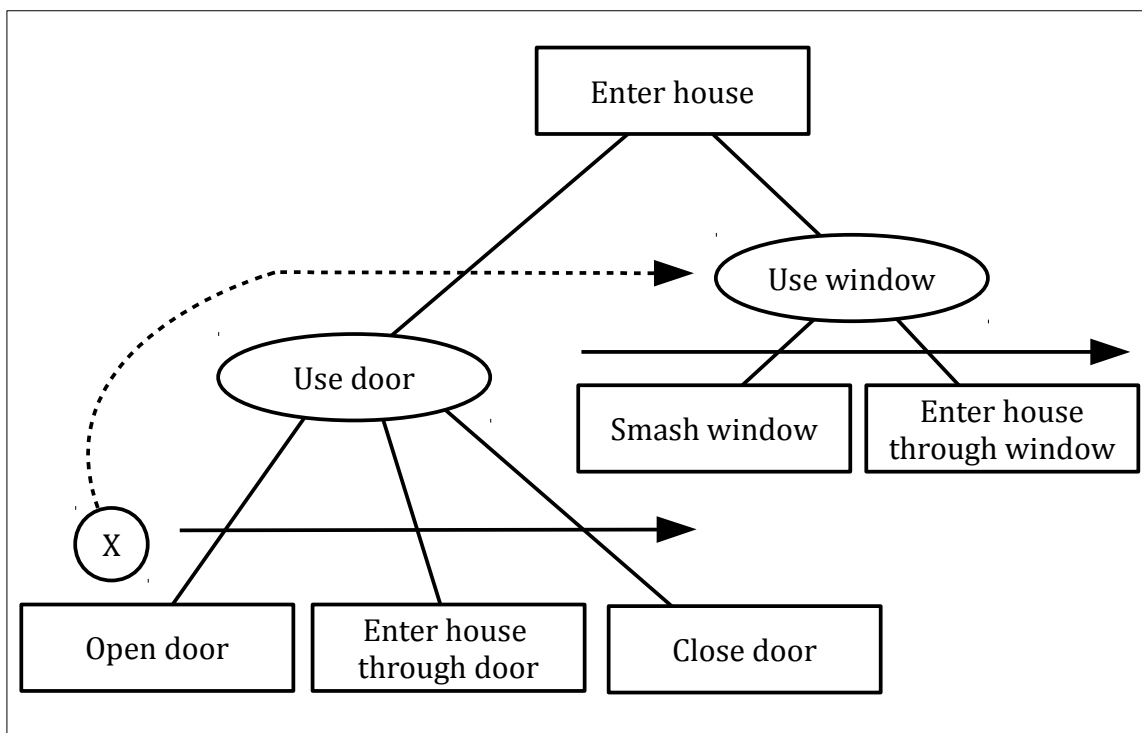 Enter house
Use window
Use door
Smash window
Enter house
through window
X
Open door
Enter house
through door
Close door